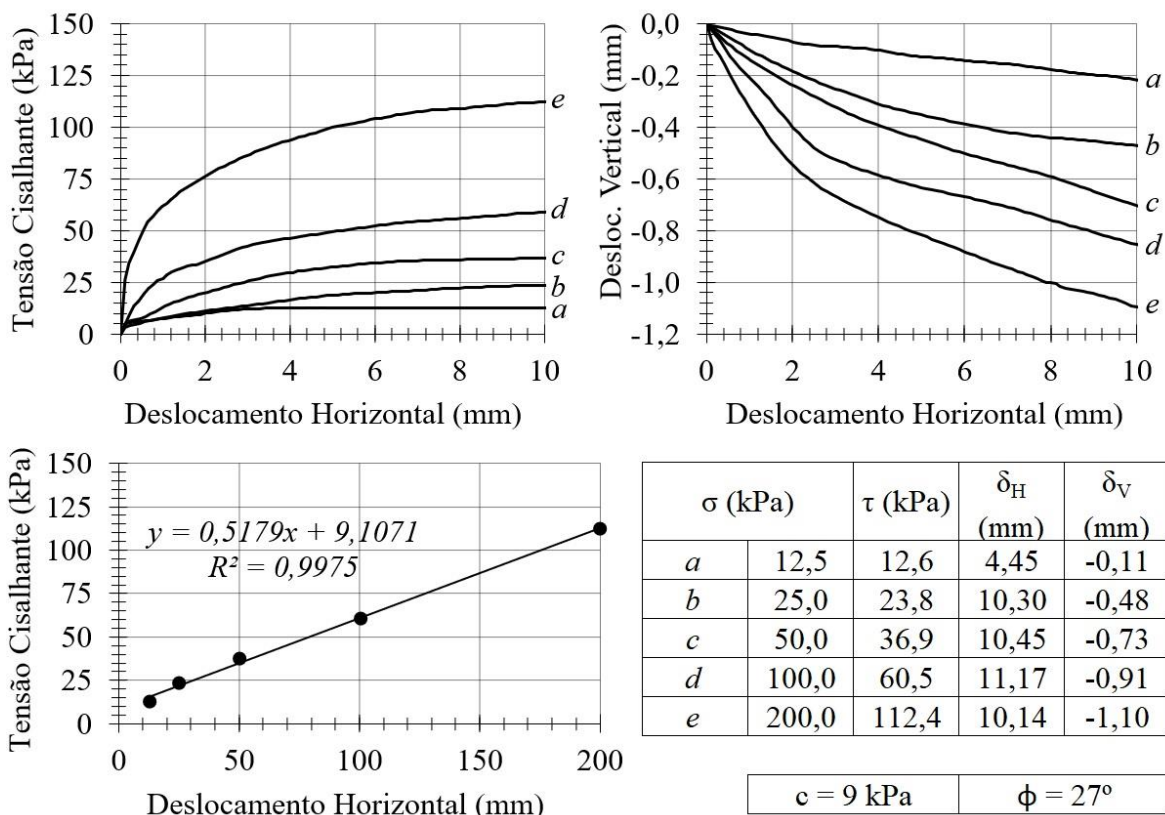 Tensão Cisalhante (kPa)
150
125
100
75
50
25
0
e
d
c
b
a
0 2 4 6 8 10
Deslocamento Horizontal (mm)
Desloc. Vertical (mm)
0,0
-0,2
-0,4
-0,6
-0,8
-1,0
-1,2
a
b
c
d
e
0 2 4 6 8 10
Deslocamento Horizontal (mm)
Tensão Cisalhante (kPa)
150
125
100
75
50
25
0
y = 0,5179x + 9,1071
R² = 0,9975
0 50 100 150 200
Deslocamento Horizontal (mm)
σ (kPa) τ (kPa) δH (mm) δV (mm)
a 12,5 12,6 4,45 -0,11
b 25,0 23,8 10,30 -0,48
c 50,0 36,9 10,45 -0,73
d 100,0 60,5 11,17 -0,91
e 200,0 112,4 10,14 -1,10
c = 9 kPa ϕ = 27º